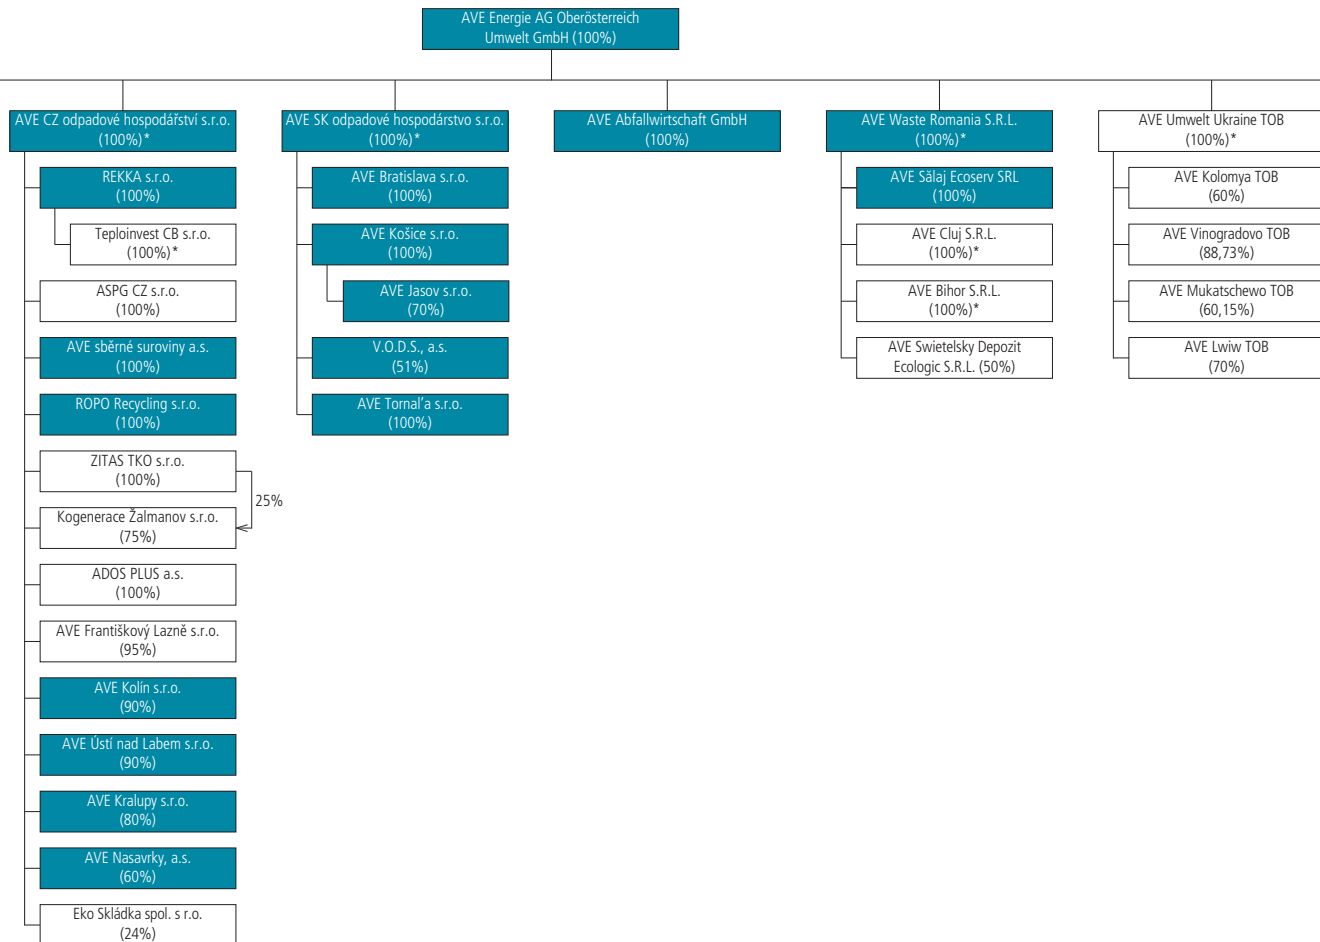 AVE Energie AG Oberösterreich
Umwelt GmbH (100%)
AVE CZ odpadové hospodářství s.r.o.
(100%)*
REKKA s.r.o.
(100%)
Teploinvest CB s.r.o.
(100%)*
ASPG CZ s.r.o.
(100%)
AVE sběrné suroviny a.s.
(100%)
ROPO Recycling s.r.o.
(100%)
ZITAS TKO s.r.o.
(100%)
25%
Kogenerace Žalmanov s.r.o.
(75%)
ADOS PLUS a.s.
(100%)
AVE Františkový Lazně s.r.o.
(95%)
AVE Kolín s.r.o.
(90%)
AVE Ústí nad Labem s.r.o.
(90%)
AVE Kralupy s.r.o.
(80%)
AVE Nasavrky, a.s.
(60%)
Eko Skládka spol. s r.o.
(24%)
AVE SK odpadové hospodárstvo s.r.o.
(100%)*
AVE Bratislava s.r.o.
(100%)
AVE Košice s.r.o.
(100%)
AVE Jasov s.r.o.
(70%)
V.O.D.S., a.s.
(51%)
AVE Tornal’a s.r.o.
(100%)
AVE Abfallwirtschaft GmbH
(100%)
AVE Waste Romania S.R.L.
(100%)*
AVE Sălaj Ecoserv SRL
(100%)
AVE Cluj S.R.L.
(100%)*
AVE Bihor S.R.L.
(100%)*
AVE Swietelsky Depozit
Ecologic S.R.L. (50%)
AVE Umwelt Ukraine TOB
(100%)*
AVE Kolomya TOB
(60%)
AVE Vinogradovo TOB
(88,73%)
AVE Mukatschewo TOB
(60,15%)
AVE Lwiw TOB
(70%)